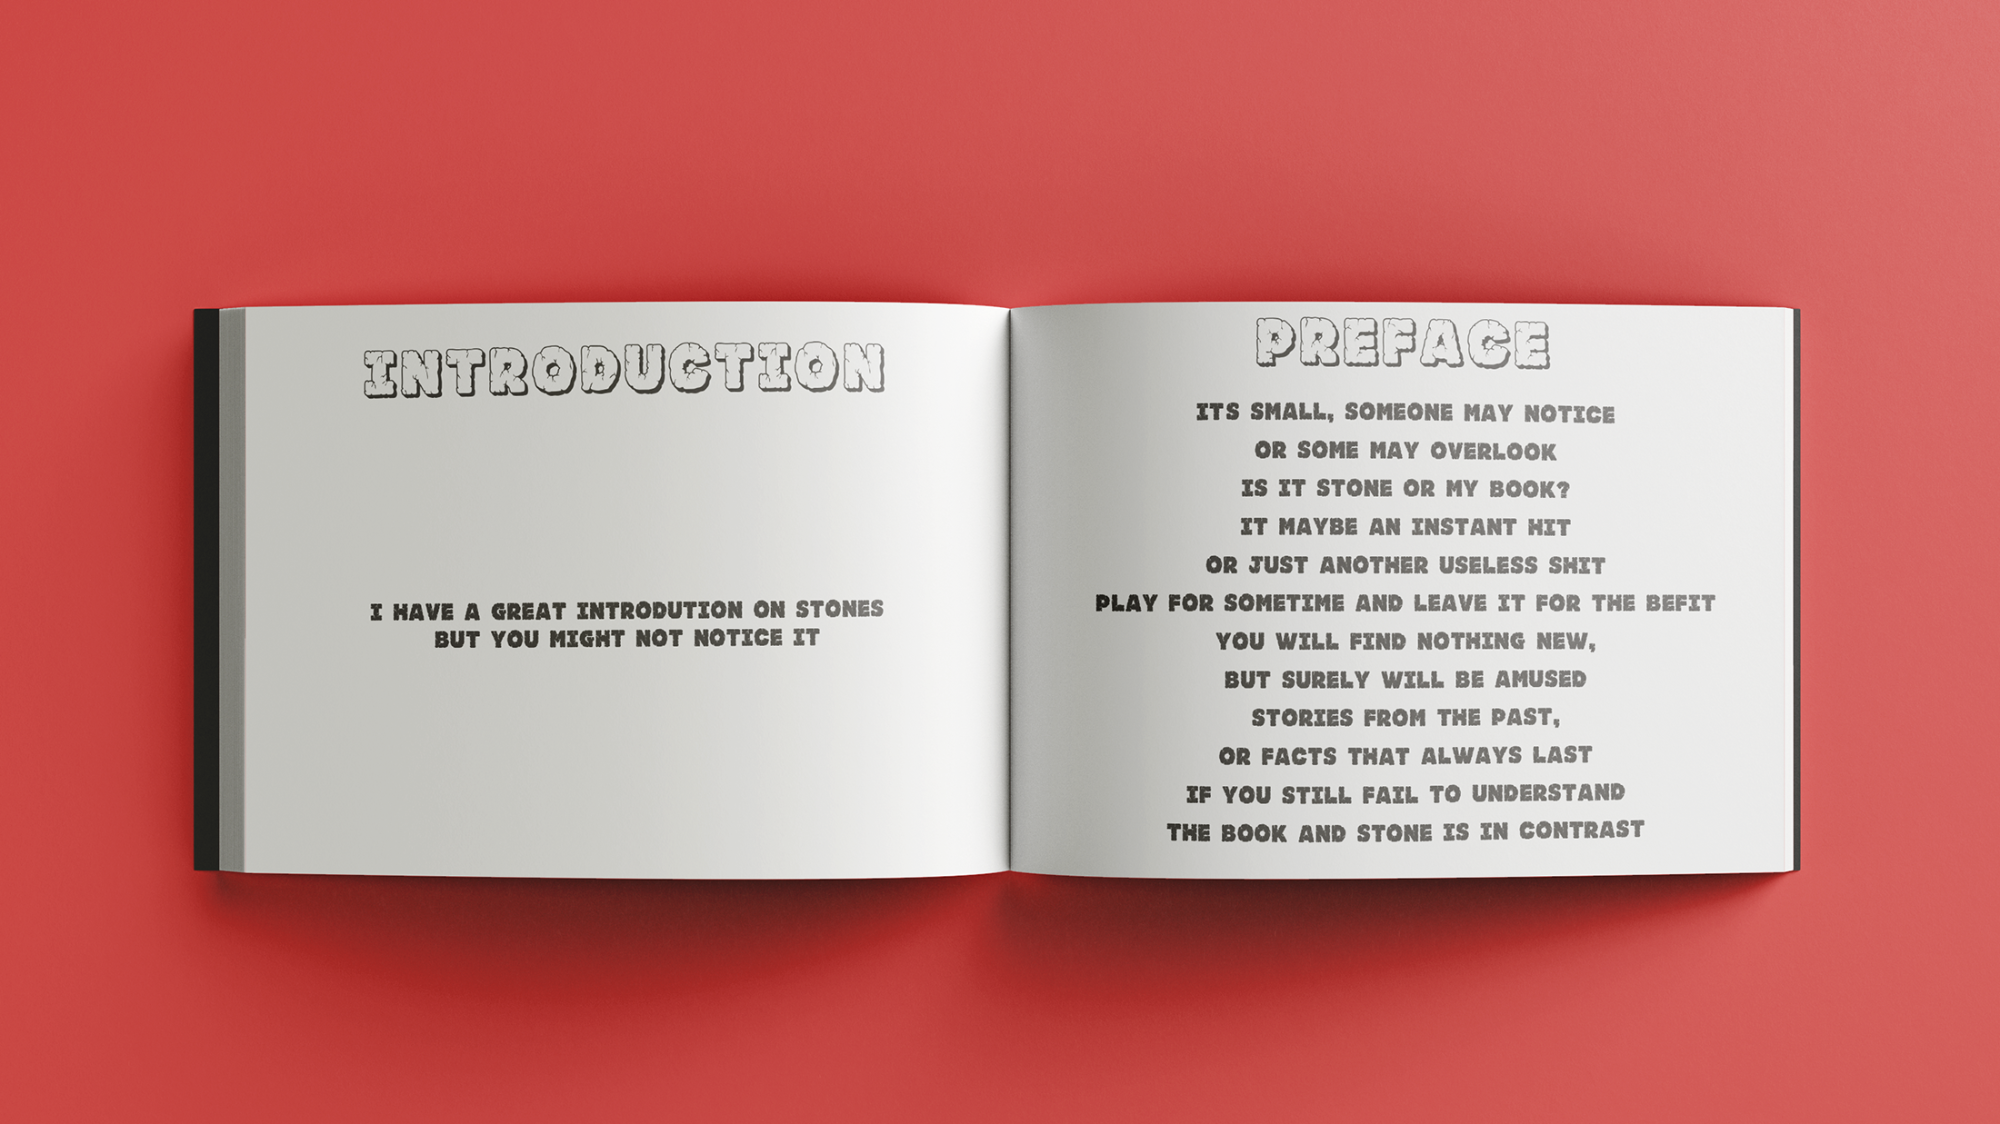 INTRODUCTION
I HAVE A GREAT INTRODUTION ON STONES
BUT YOU MIGHT NOT NOTICE IT
PREFACE
ITS SMALL, SOMEONE MAY NOTICE
OR SOME MAY OVERLOOK
IS IT STONE OR MY BOOK?
IT MAYBE AN INSTANT HIT
OR JUST ANOTHER USELESS SHIT
PLAY FOR SOMETIME AND LEAVE IT FOR THE BEFIT
YOU WILL FIND NOTHING NEW,
BUT SURELY WILL BE AMUSED
STORIES FROM THE PAST,
OR FACTS THAT ALWAYS LAST
IF YOU STILL FAIL TO UNDERSTAND
THE BOOK AND STONE IS IN CONTRAST